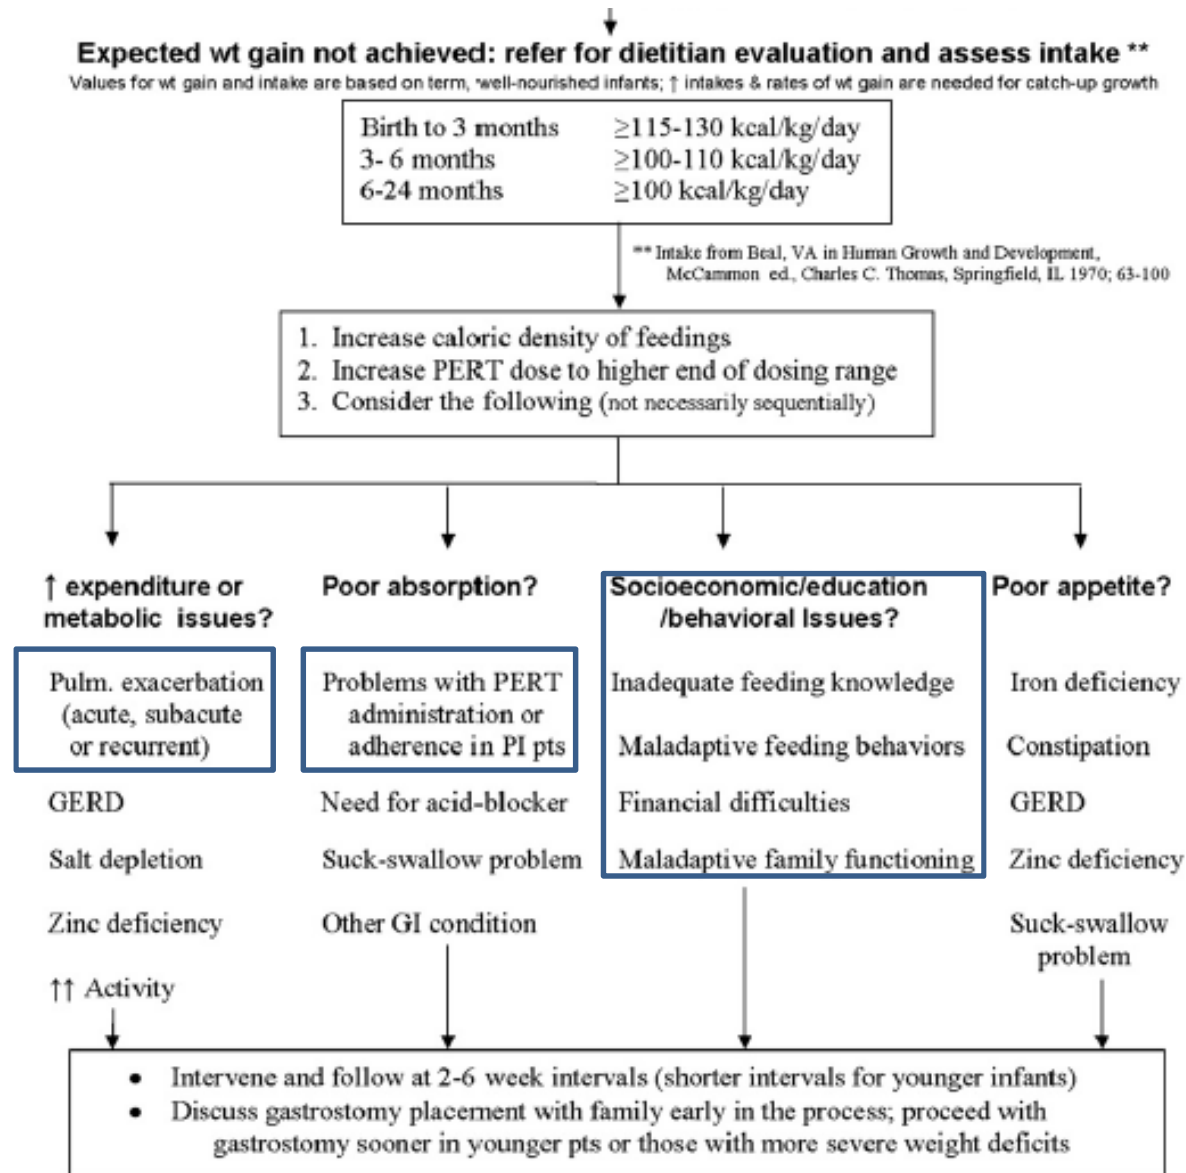 Expected wt gain not achieved: refer for dietitian evaluation and assess intake **
Values for wt gain and intake are based on term, well-nourished infants; ↑ intakes & rates of wt gain are needed for catch-up growth
Birth to 3 months ≥115-130 kcal/kg/day
3- 6 months ≥100-110 kcal/kg/day
6-24 months ≥100 kcal/kg/day
** Intake from Beal, VA in Human Growth and Development,
McCammon ed., Charles C. Thomas, Springfield, IL 1970; 63-100
1. Increase caloric density of feedings
2. Increase PERT dose to higher end of dosing range
3. Consider the following (not necessarily sequentially)
↑ expenditure or
metabolic issues?
Pulm. exacerbation
(acute, subacute
or recurrent)
GERD
Salt depletion
Zinc deficiency
↑↑ Activity
Poor absorption?
Problems with PERT
administration or
adherence in PI pts
Need for acid-blocker
Suck-swallow problem
Other GI condition
Socioeconomic/education
/behavioral Issues?
Inadequate feeding knowledge
Maladaptive feeding behaviors
Financial difficulties
Maladaptive family functioning
Poor appetite?
Iron deficiency
Constipation
GERD
Zinc deficiency
Suck-swallow
problem
• Intervene and follow at 2-6 week intervals (shorter intervals for younger infants)
• Discuss gastrostomy placement with family early in the process; proceed with
gastrostomy sooner in younger pts or those with more severe weight deficits